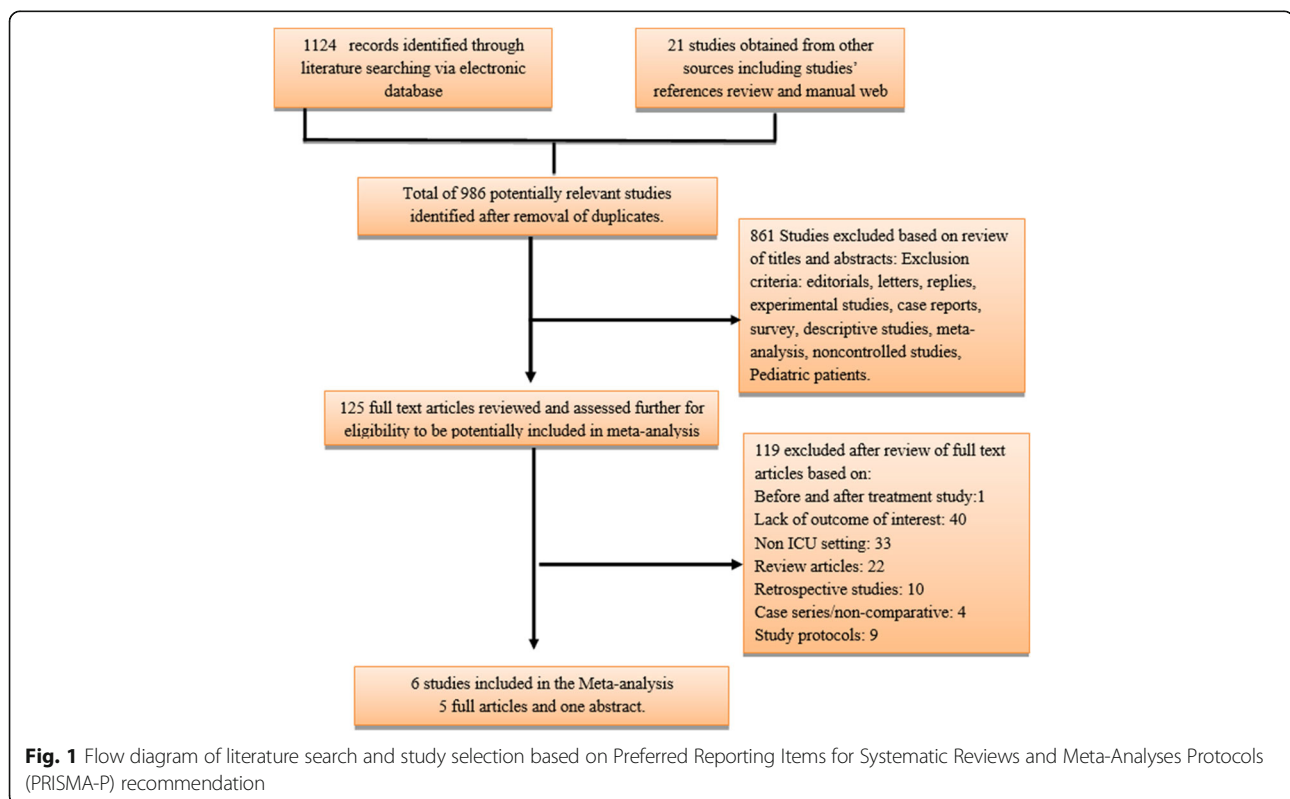 1124 records identified through
literature searching via electronic
database
21 studies obtained from other
sources including studies'
references review and manual web
Total of 986 potentially relevant studies
identified after removal of duplicates.
861 Studies excluded based on review
of titles and abstracts: Exclusion
criteria: editorials, letters, replies,
experimental studies, case reports,
survey, descriptive studies, meta-
analysis, noncontrolled studies,
Pediatric patients.
125 full text articles reviewed and assessed further for
eligibility to be potentially included in meta-analysis
119 excluded after review of full text
articles based on:
Before and after treatment study:1
Lack of outcome of interest: 40
Non ICU setting: 33
Review articles: 22
Retrospective studies: 10
Case series/non-comparative: 4
Study protocols: 9
6 studies included in the Meta-analysis
5 full articles and one abstract.
Fig. 1 Flow diagram of literature search and study selection based on Preferred Reporting Items for Systematic Reviews and Meta-Analyses Protocols
(PRISMA-P) recommendation